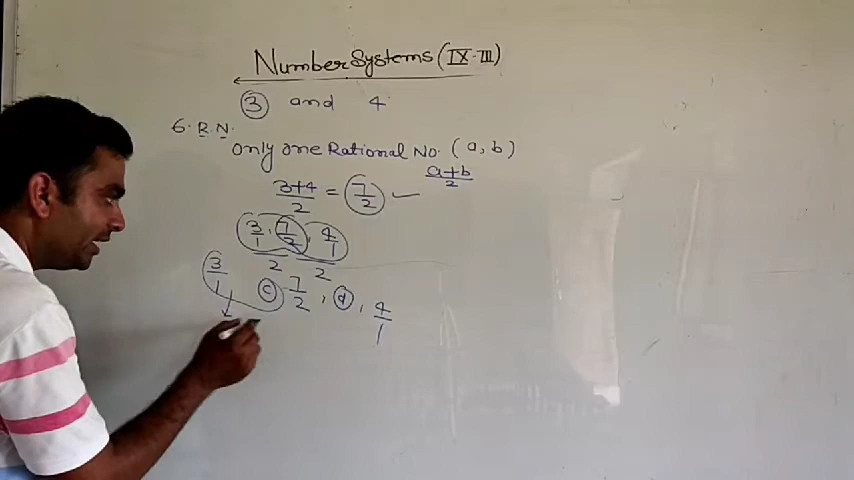 Number Systems (IX-III)
3 and 4
6. R.N.
Only one Rational No. (a, b)
3+4/2 = 7/2 a+b/2
3/1, 7/2, 4/1
2 2
3/1 c 7/2, d, 4/1